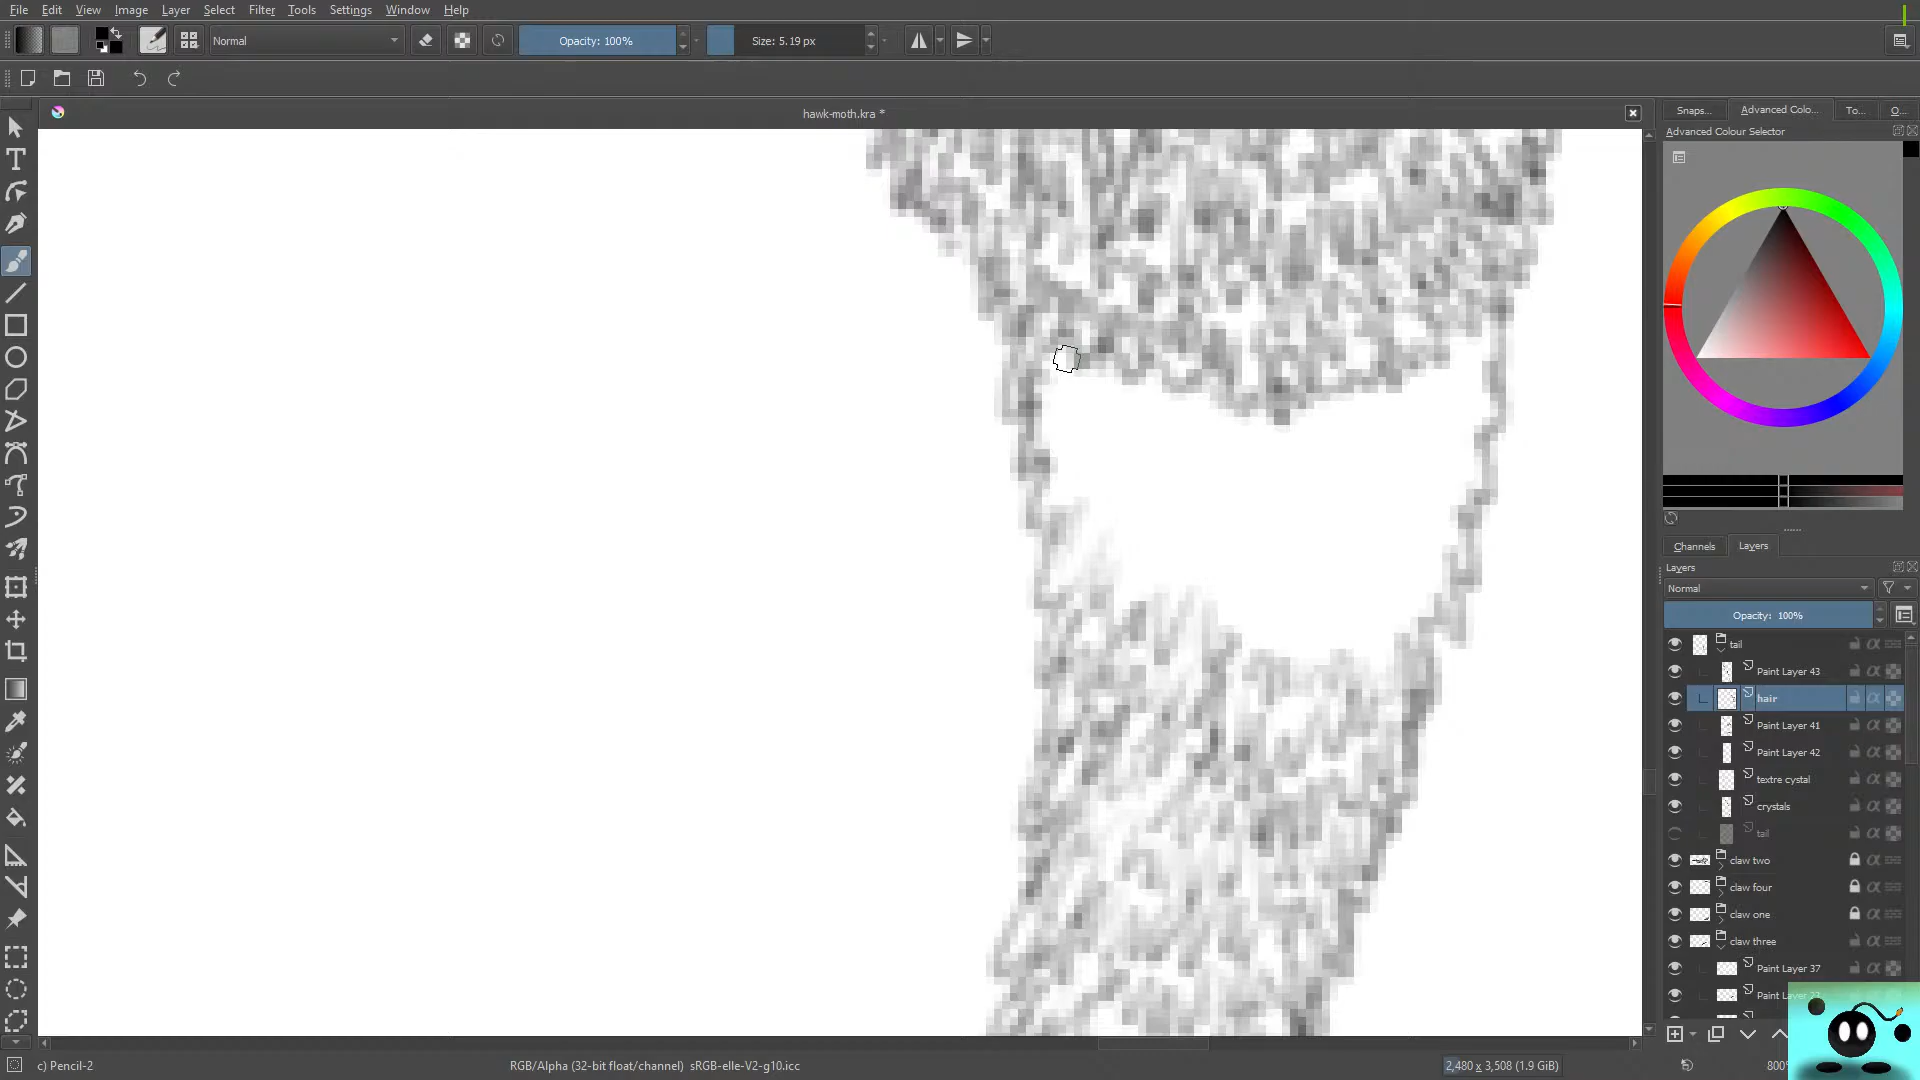 File Edit View Image Layer Select Filter Tools Settings Window Help
Normal Opacity: 100% Size: 5.19 px
hawk-moth.kra *
Snaps... Advanced Colo... To... O...
Advanced Colour Selector
Channels Layers
Layers
Normal
Opacity: 100%
tail
Paint Layer 43
hair
Paint Layer 41
Paint Layer 42
textre cystal
crystals
tail
claw two
claw four
claw one
claw three
Paint Layer 37
Paint Layer
c) Pencil-2 RGB/Alpha (32-bit float/channel) sRGB-elle-V2-g10.icc 2,480 x 3,508 (1.9 GiB) 800%